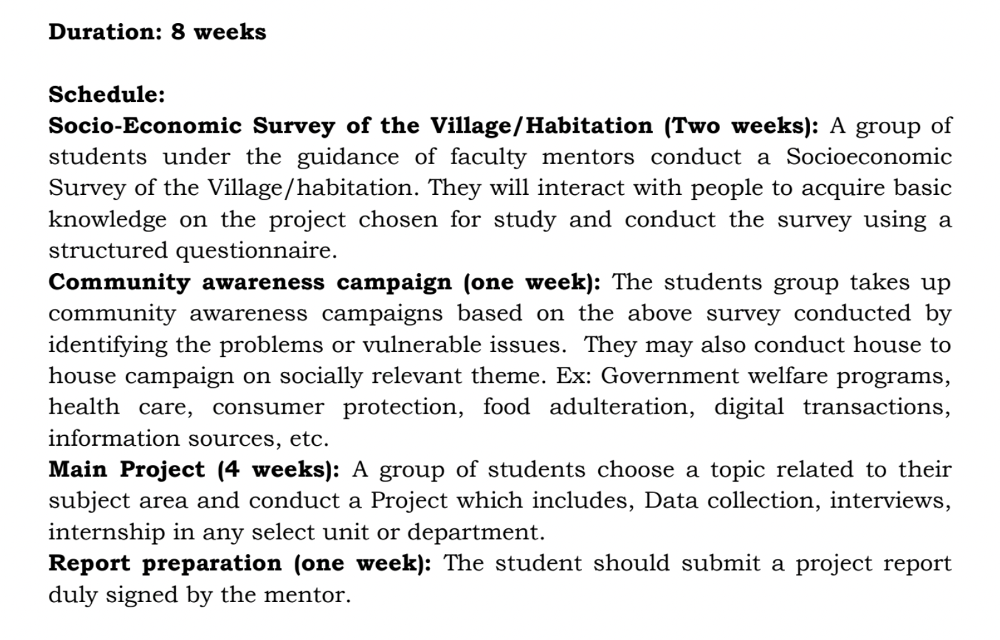 Duration: 8 weeks
Schedule:
Socio-Economic Survey of the Village/Habitation (Two weeks): A group of
students under the guidance of faculty mentors conduct a Socioeconomic
Survey of the Village/habitation. They will interact with people to acquire basic
knowledge on the project chosen for study and conduct the survey using a
structured questionnaire.
Community awareness campaign (one week): The students group takes up
community awareness campaigns based on the above survey conducted by
identifying the problems or vulnerable issues.  They may also conduct house to
house campaign on socially relevant theme. Ex: Government welfare programs,
health care, consumer protection, food adulteration, digital transactions,
information sources, etc.
Main Project (4 weeks): A group of students choose a topic related to their
subject area and conduct a Project which includes, Data collection, interviews,
internship in any select unit or department.
Report preparation (one week): The student should submit a project report
duly signed by the mentor.